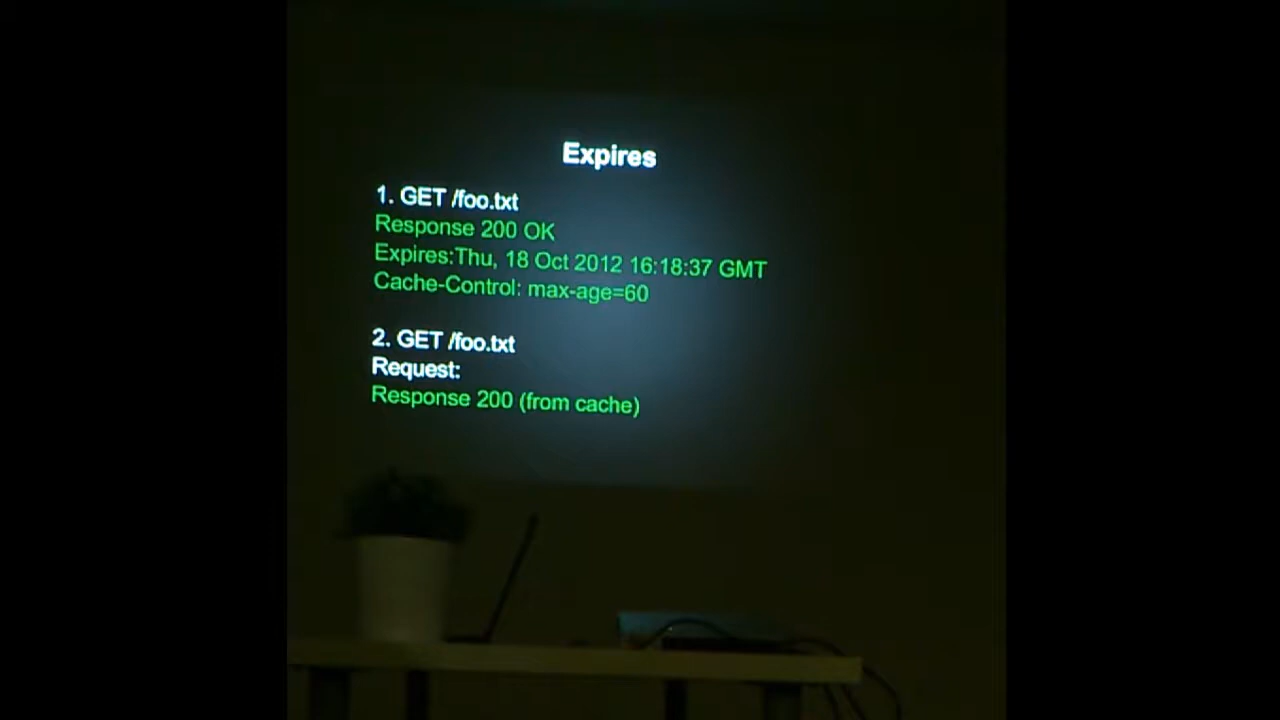 Expires
1. GET /foo.txt
Response 200 OK
Expires:Thu, 18 Oct 2012 16:18:37 GMT
Cache-Control: max-age=60
2. GET /foo.txt
Request:
Response 200 (from cache)